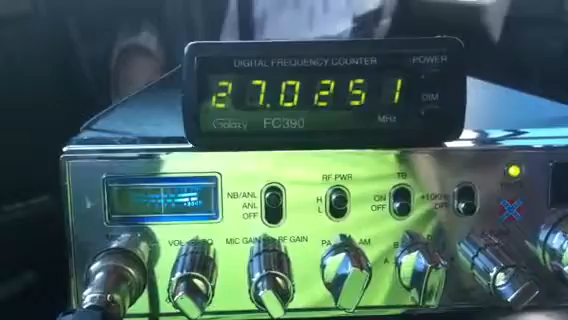 DIGITAL FREQUENCY COUNTER POWER
27.0251
DIM
MHz
Galaxy FC390
RF PWR TB
NB/ANL
ANL
OFF
H
L
ON
OFF
+10KHz
MIC GAIN RF GAIN
PA AM
B
A